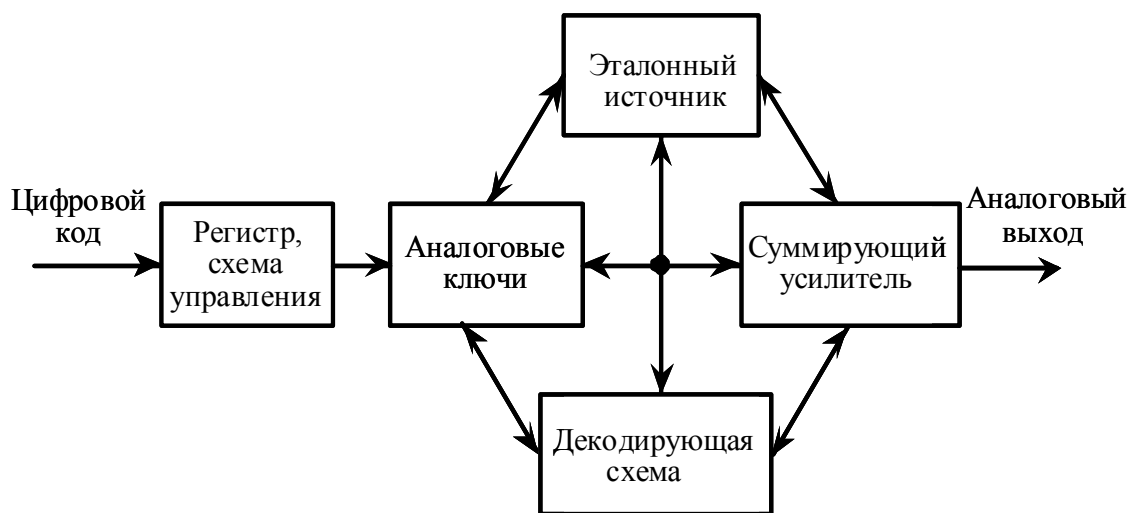 Эталонный
источник
Цифровой
код
Регистр,
схема
управления
Аналоговые
ключи
Суммирующий
усилитель
Аналоговый
выход
Декодирующая
схема